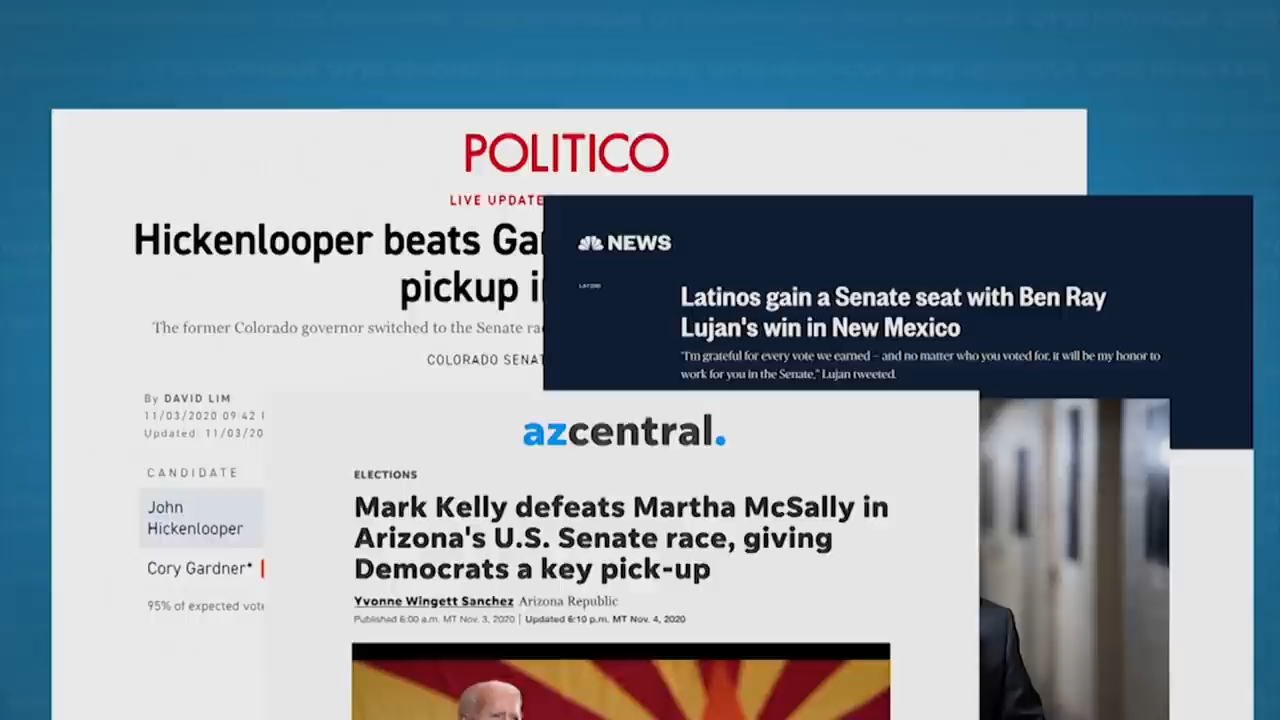 POLITICO
LIVE UPDATE
Hickenlooper beats Ga
pickup i
The former Colorado governor switched to the Senate
COLORADO SENAT
By DAVID LIM
11/03/2020 09:42
Updated: 11/03/20
CANDIDATE
John
Hickenlooper
Cory Gardner*
95% of expected vote
NEWS
LATINO
Latinos gain a Senate seat with Ben Ray
Lujan's win in New Mexico
"I'm grateful for every vote we earned – and no matter who you voted for, it will be my honor to
work for you in the Senate," Lujan tweeted.
azcentral.
ELECTIONS
Mark Kelly defeats Martha McSally in
Arizona's U.S. Senate race, giving
Democrats a key pick-up
Yvonne Wingett Sanchez Arizona Republic
Published 6:00 a.m. MT Nov. 3, 2020 | Updated 6:10 p.m. MT Nov. 4, 2020